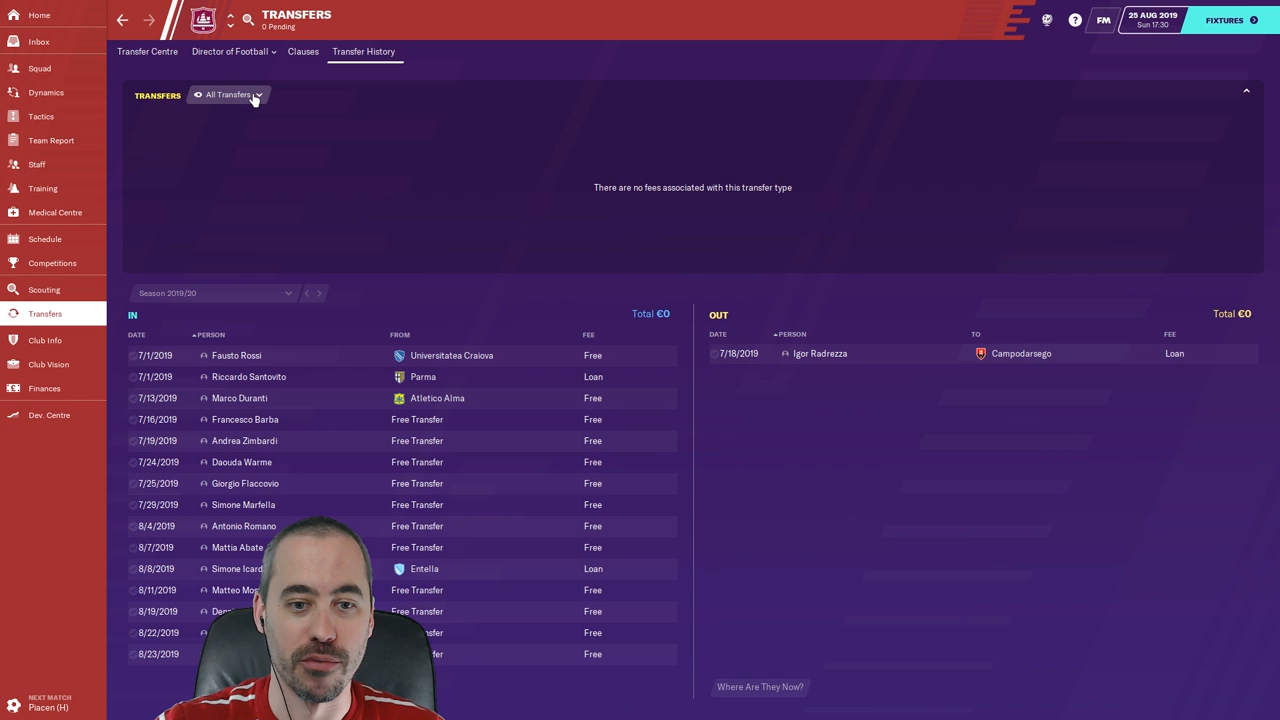 Home
Inbox
Squad
Dynamics
Tactics
Team Report
Staff
Training
Medical Centre
Schedule
Competitions
Scouting
Transfers
Club Info
Club Vision
Finances
Dev. Centre
NEXT MATCH
Piacen (H)
TRANSFERS
0 Pending
? FM 25 AUG 2019
Sun 17:30
FIXTURES
Transfer Centre Director of Football Clauses Transfer History
TRANSFERS All Transfers
There are no fees associated with this transfer type
Season 2019/20
IN Total €0
DATE PERSON FROM FEE
7/1/2019 Fausto Rossi Universitatea Craiova Free
7/1/2019 Riccardo Santovito Parma Loan
7/13/2019 Marco Duranti Atletico Alma Free
7/16/2019 Francesco Barba Free Transfer Free
7/19/2019 Andrea Zimbardi Free Transfer Free
7/24/2019 Daouda Warme Free Transfer Free
7/25/2019 Giorgio Flaccovio Free Transfer Free
7/29/2019 Simone Marfella Free Transfer Free
8/4/2019 Antonio Romano Free Transfer Free
8/7/2019 Mattia Abate Free Transfer Free
8/8/2019 Simone Icard Entella Loan
8/11/2019 Matteo Free Transfer Free
8/19/2019 Free Transfer Free
8/22/2019 Free
8/23/2019 Free
OUT Total €0
DATE PERSON TO FEE
7/18/2019 Igor Radrezza Campodarsego Loan
Where Are They Now?